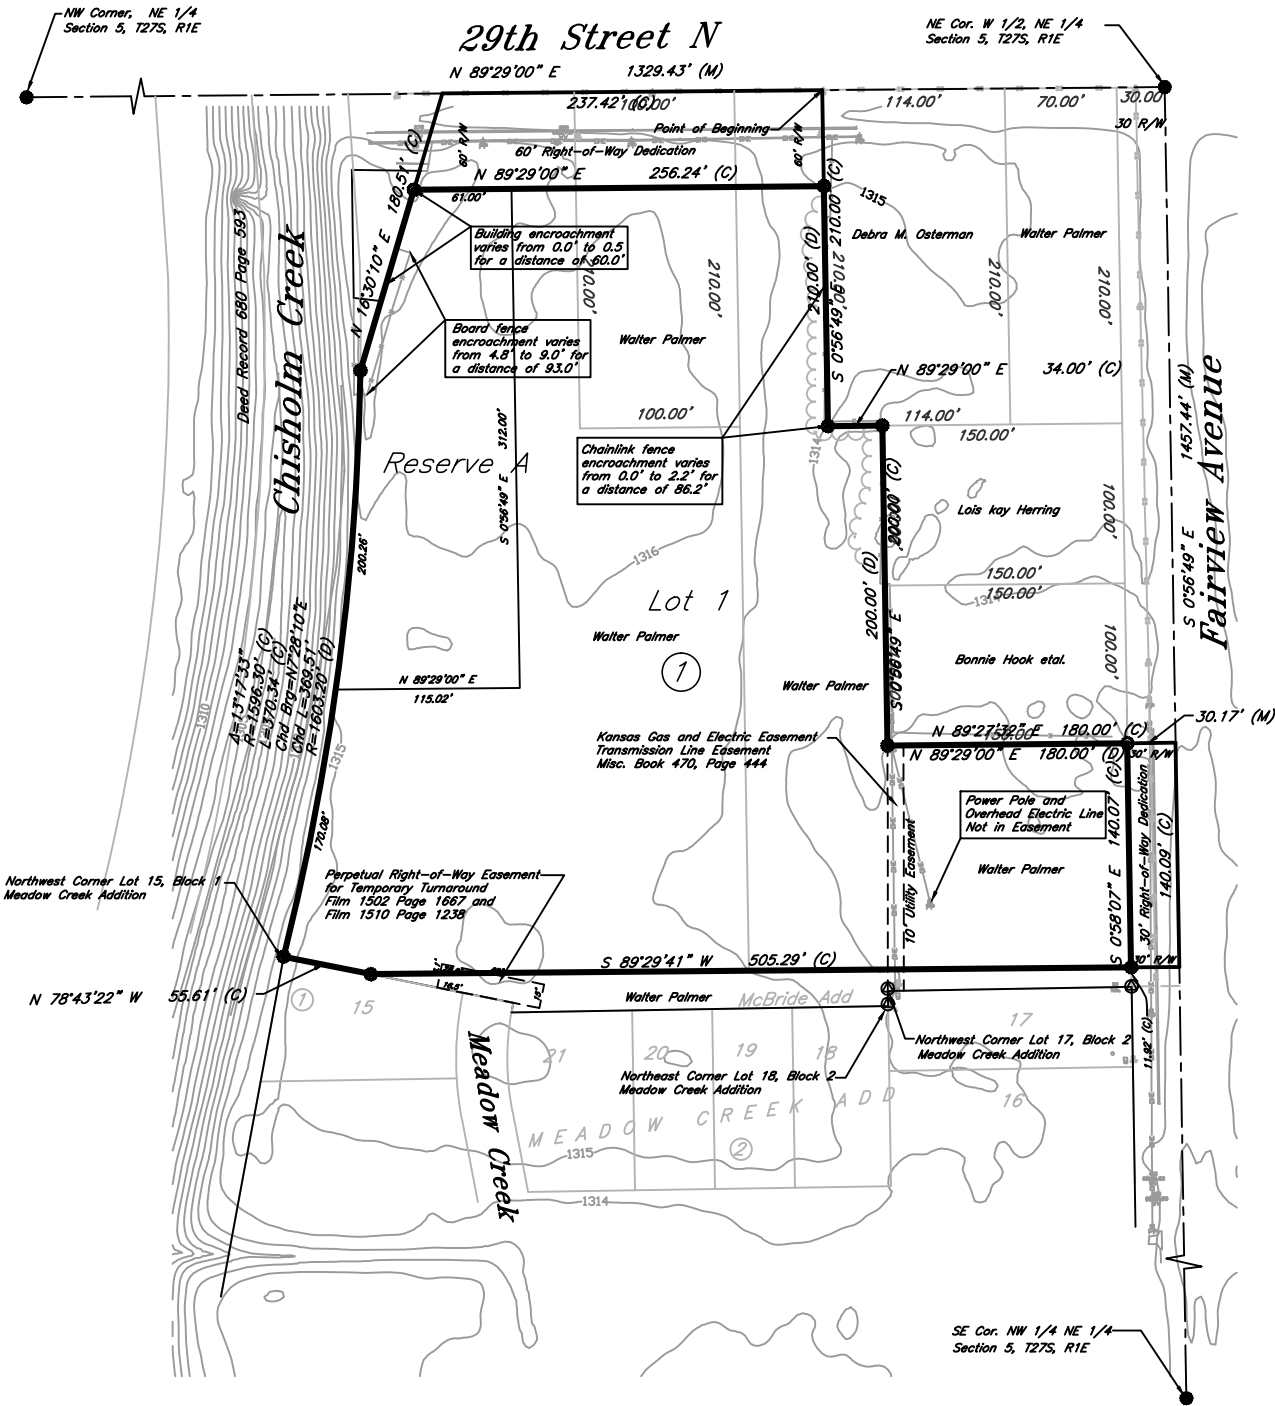 NW Corner, NE 1/4
Section 5, T27S, R1E
29th Street N
NE Cor. W 1/2, NE 1/4
Section 5, T27S, R1E
N 89°29'00" E 1329.43' (M)
237.42' (C)
100.00'
114.00'
70.00'
30.00
30 R/W
Point of Beginning
60' R/W
60' R/W
60' Right-of-Way Dedication
N 89°29'00" E 256.24' (C)
61.00'
N 16°30'10" E 180.51' (C)
Building encroachment
varies from 0.0' to 0.5
for a distance of 60.0'
Board fence
encroachment varies
from 4.8' to 9.0' for
a distance of 93.0'
Deed Record 680 Page 593
Chisholm Creek
1315
Debra M. Osterman
Walter Palmer
210.00'
210.00'
210.00'
210.00'
210.00' (D)
S 0°56'49" E 210.00' (C)
210.00'
Walter Palmer
N 89°29'00" E 34.00' (C)
100.00'
114.00'
150.00'
1314
Chainlink fence
encroachment varies
from 0.0' to 2.2' for
a distance of 86.2'
Reserve A
S 0°56'49" E 312.00'
200.26'
1316
Lot 1
Walter Palmer
1
200.00' (C)
200.00' (D)
S 0°56'49" E
Lois kay Herring
100.00'
150.00'
150.00'
Bonnie Hook etal.
100.00'
1457.44' (M)
S 0°56'49" E
Fairview Avenue
Δ=13°17'33"
R=1596.30' (C)
L=370.34' (C)
Chd Brg=N7°28'10"E
Chd L=369.51'
R=1603.20' (D)
1310
1315
N 89°29'00" E
115.02'
Walter Palmer
Kansas Gas and Electric Easement
Transmission Line Easement
Misc. Book 470, Page 444
30.17' (M)
N 89°27'32" E 180.00' (C)
150.00
N 89°29'00" E 180.00' (D)
30' R/W
Power Pole and
Overhead Electric Line
Not in Easement
Walter Palmer
10' Utility Easement
S 0°58'07" E 140.07' (C)
30' Right-of-Way Dedication
140.09' (C)
30' R/W
170.08'
Northwest Corner Lot 15, Block 1
Meadow Creek Addition
Perpetual Right-of-Way Easement
for Temporary Turnaround
Film 1502 Page 1667 and
Film 1510 Page 1238
S 89°29'41" W 505.29' (C)
N 78°43'22" W 55.61' (C)
1
15
Walter Palmer
McBride Add
17
11.92' (C)
Northwest Corner Lot 17, Block 2
Meadow Creek Addition
21
20
19
18
Northeast Corner Lot 18, Block 2
Meadow Creek Addition
16
Meadow Creek
MEADOW CREEK ADD
2
1315
1314
SE Cor. NW 1/4 NE 1/4
Section 5, T27S, R1E